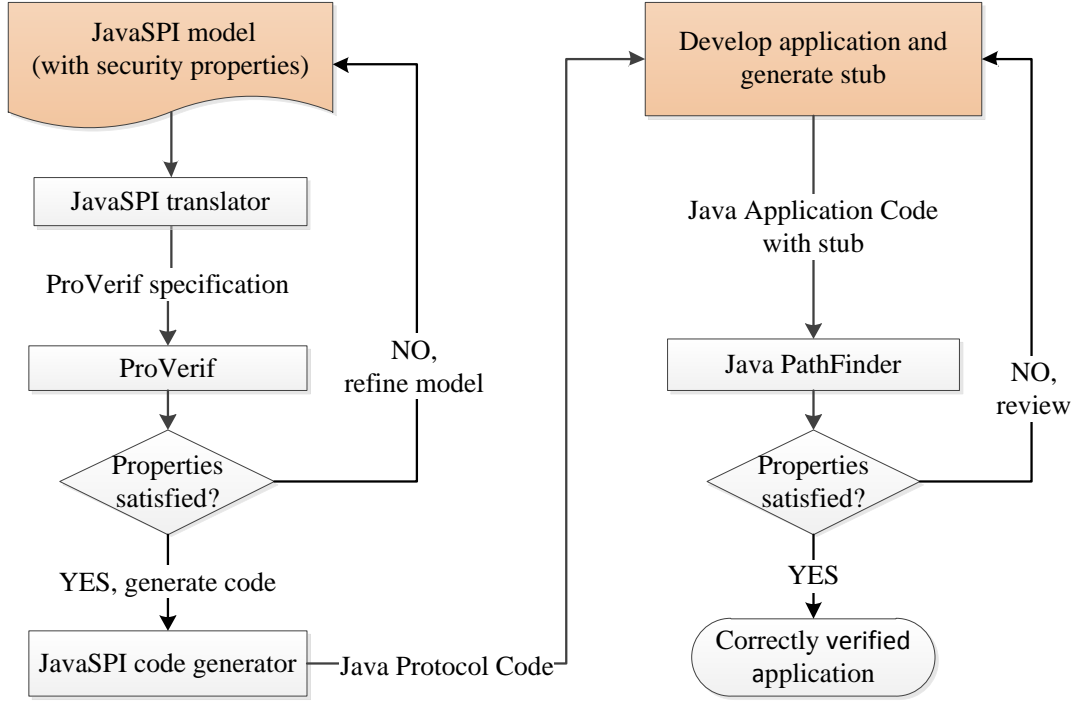 JavaSPI model
(with security properties)
JavaSPI translator
ProVerif specification
ProVerif
NO,
refine model
Properties
satisfied?
YES, generate code
JavaSPI code generator
Java Protocol Code
Develop application and
generate stub
Java Application Code
with stub
Java PathFinder
NO,
review
Properties
satisfied?
YES
Correctly verified
application